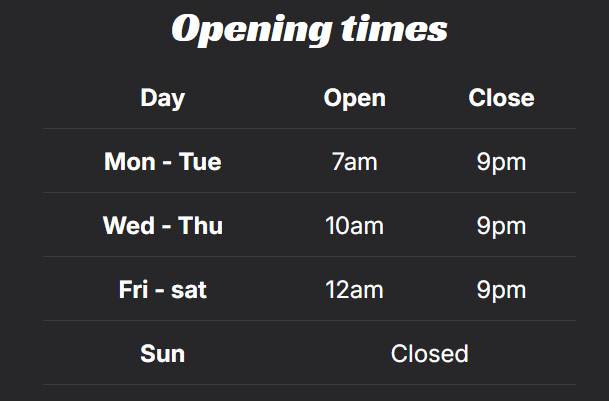 Opening times
Day Open Close
Mon - Tue 7am 9pm
Wed - Thu 10am 9pm
Fri - sat 12am 9pm
Sun Closed